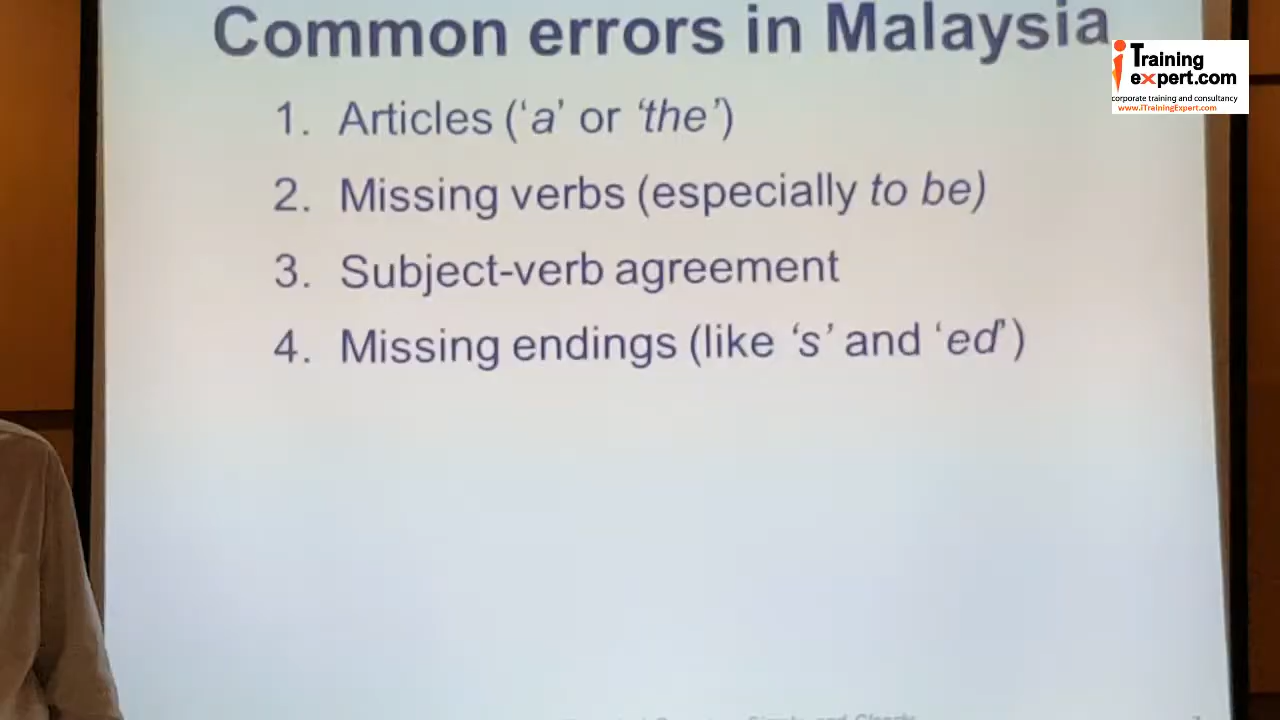 Common errors in Malaysia
1. Articles (‘a’ or ‘the’)
2. Missing verbs (especially to be)
3. Subject-verb agreement
4. Missing endings (like ‘s’ and ‘ed’)
iTraining
expert.com
corporate training and consultancy
www.iTrainingExpert.com